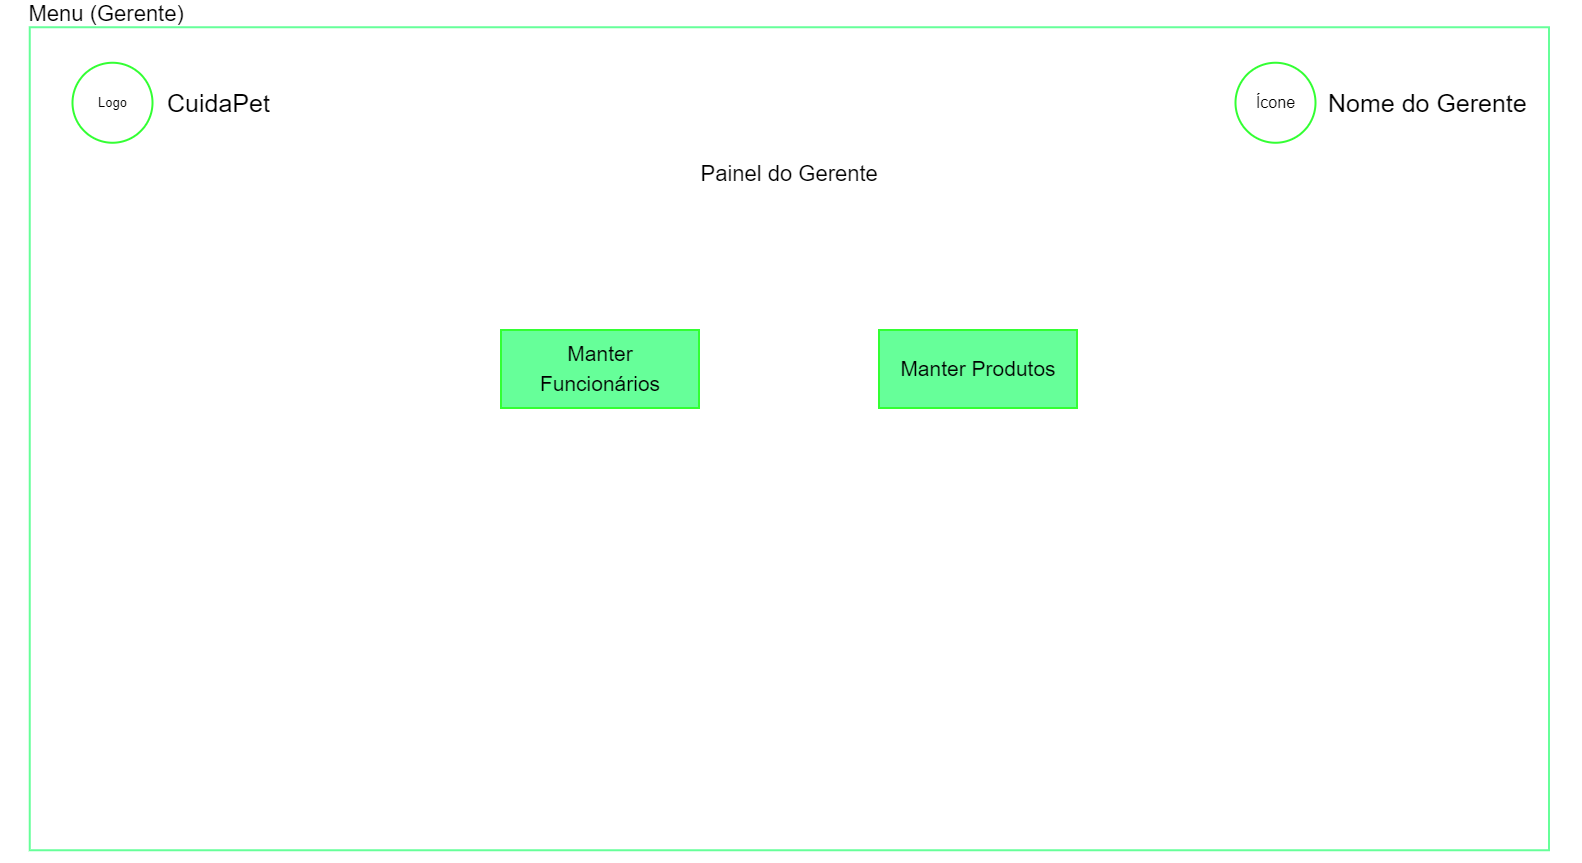 Menu (Gerente)
Logo
CuidaPet
Ícone
Nome do Gerente
Painel do Gerente
Manter
Funcionários
Manter Produtos